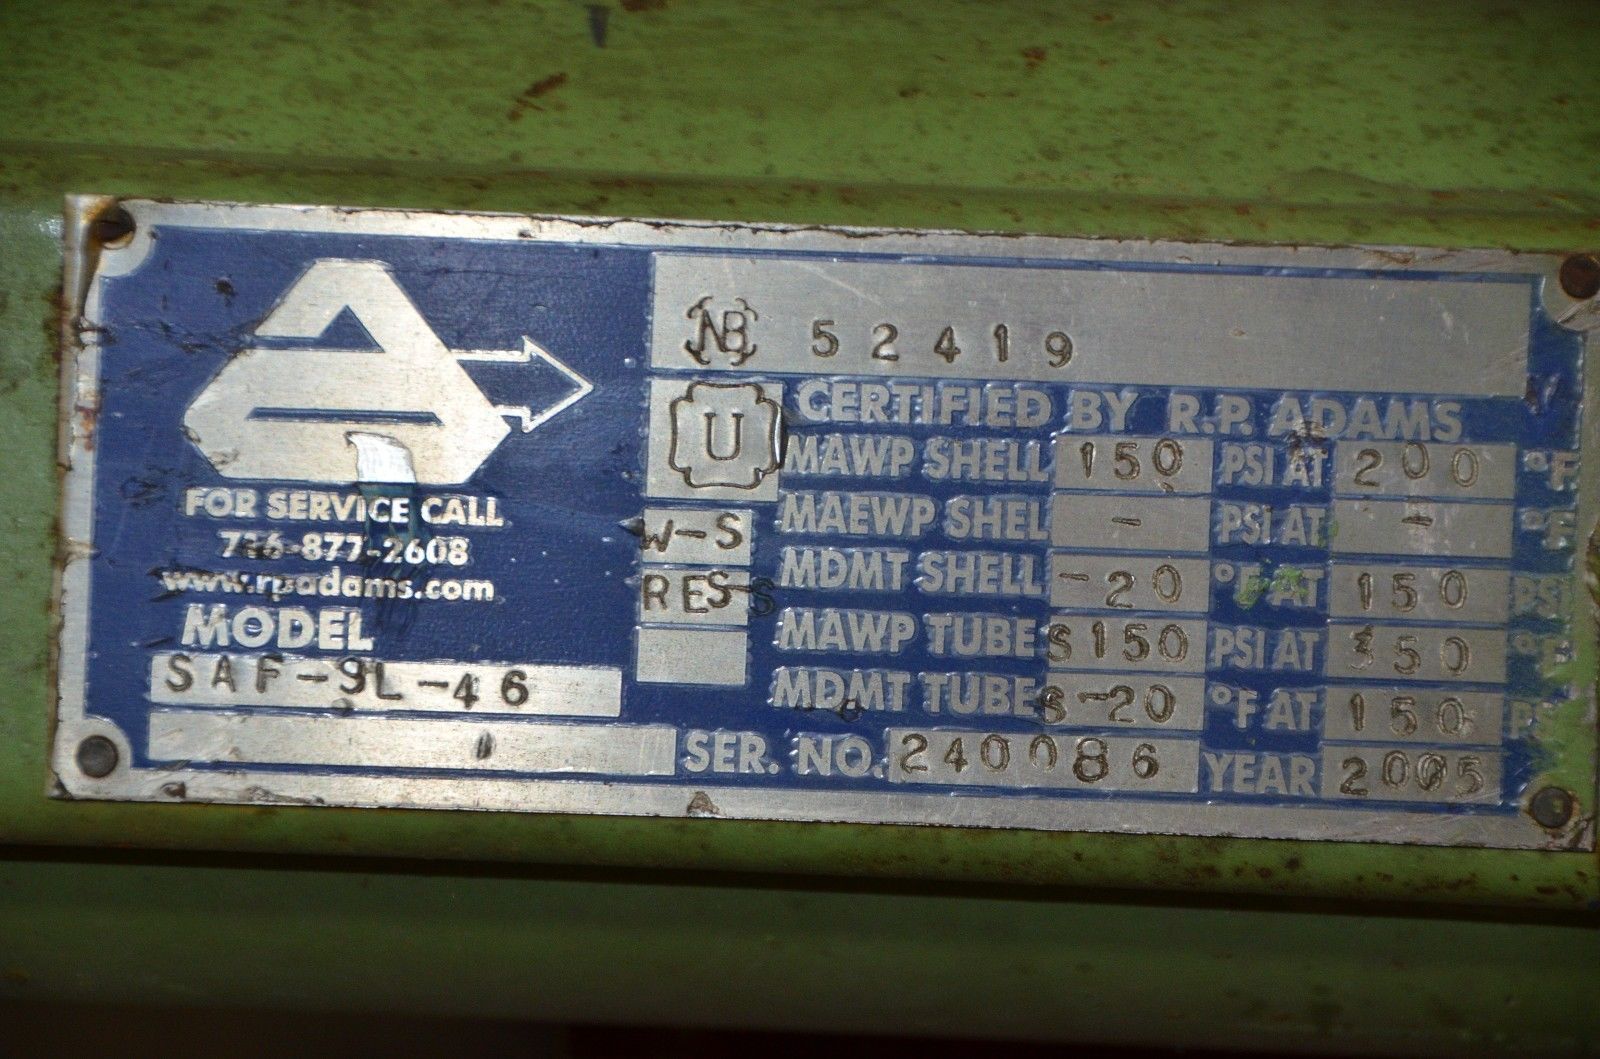 NB 52419
U
CERTIFIED BY R.P. ADAMS
MAWP SHELL 150 PSI AT 200 °F
MAEWP SHEL - PSI AT - °F
MDMT SHELL -20 °F AT 150 PSI
MAWP TUBES 150 PSI AT 350 °F
MDMT TUBES -20 °F AT 150 PSI
W-S
RES-S
FOR SERVICE CALL
716-877-2608
www.rpadams.com
MODEL
SAF-9L-46
SER. NO. 240086 YEAR 2005